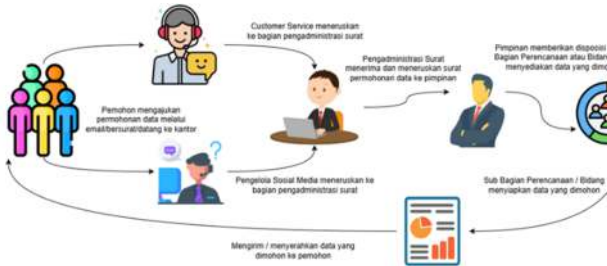 Customer Service meneruskan
ke bagian pengadministrasi surat
Pemohon mengajukan
permohonan data melalui
email/bersurat/datang ke kantor
Pengelola Sosial Media meneruskan ke
bagian pengadministrasi surat
Pengadministrasi Surat
menerima dan meneruskan surat
permohonan data ke pimpinan
Pimpinan memberikan disposisi
Bagian Perencanaan atau Bidang
menyediakan data yang dimohon
Sub Bagian Perencanaan / Bidang
menyiapkan data yang dimohon
Mengirim / menyerahkan data yang
dimohon ke pemohon